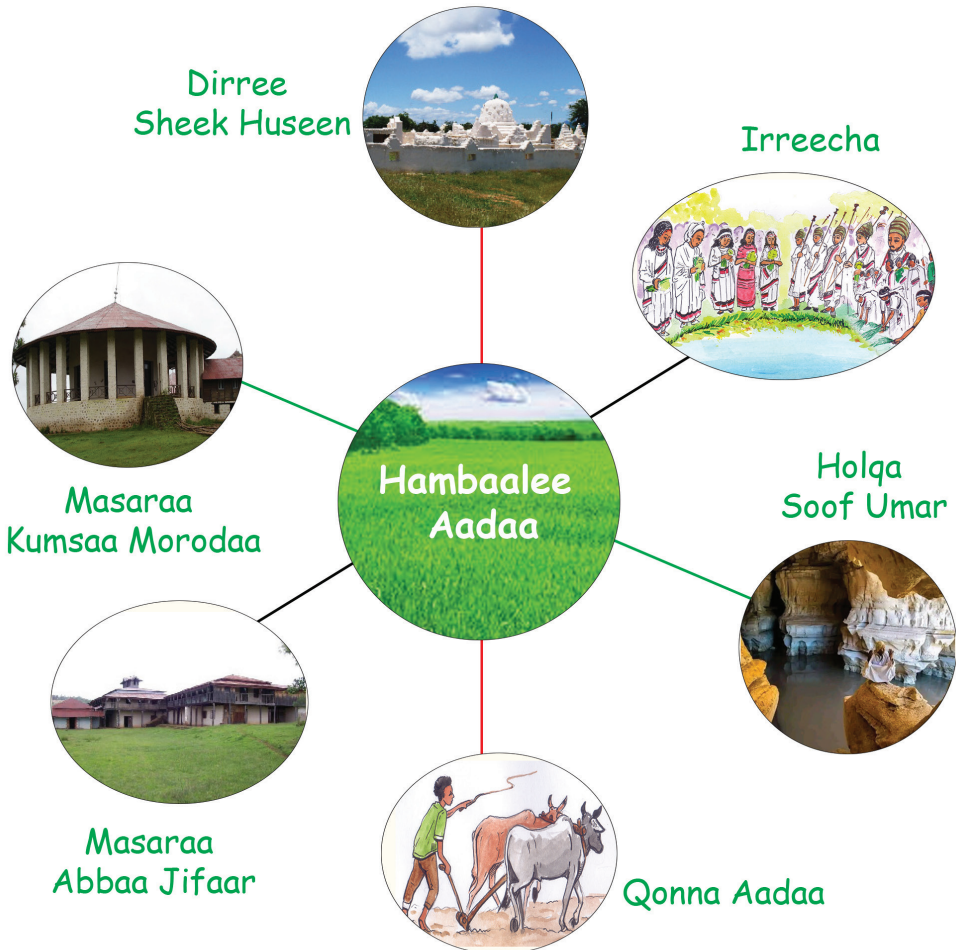 Dirree
Sheek Huseen
Irreecha
Masaraa
Kumsaa Morodaa
Hambaalee
Aadaa
Holqa
Soof Umar
Masaraa
Abbaa Jifaar
Qonna Aadaa